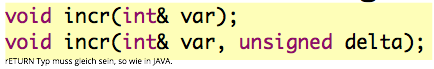 void incr(int& var);
void incr(int& var, unsigned delta);
rETURN Typ muss gleich sein, so wie in JAVA.